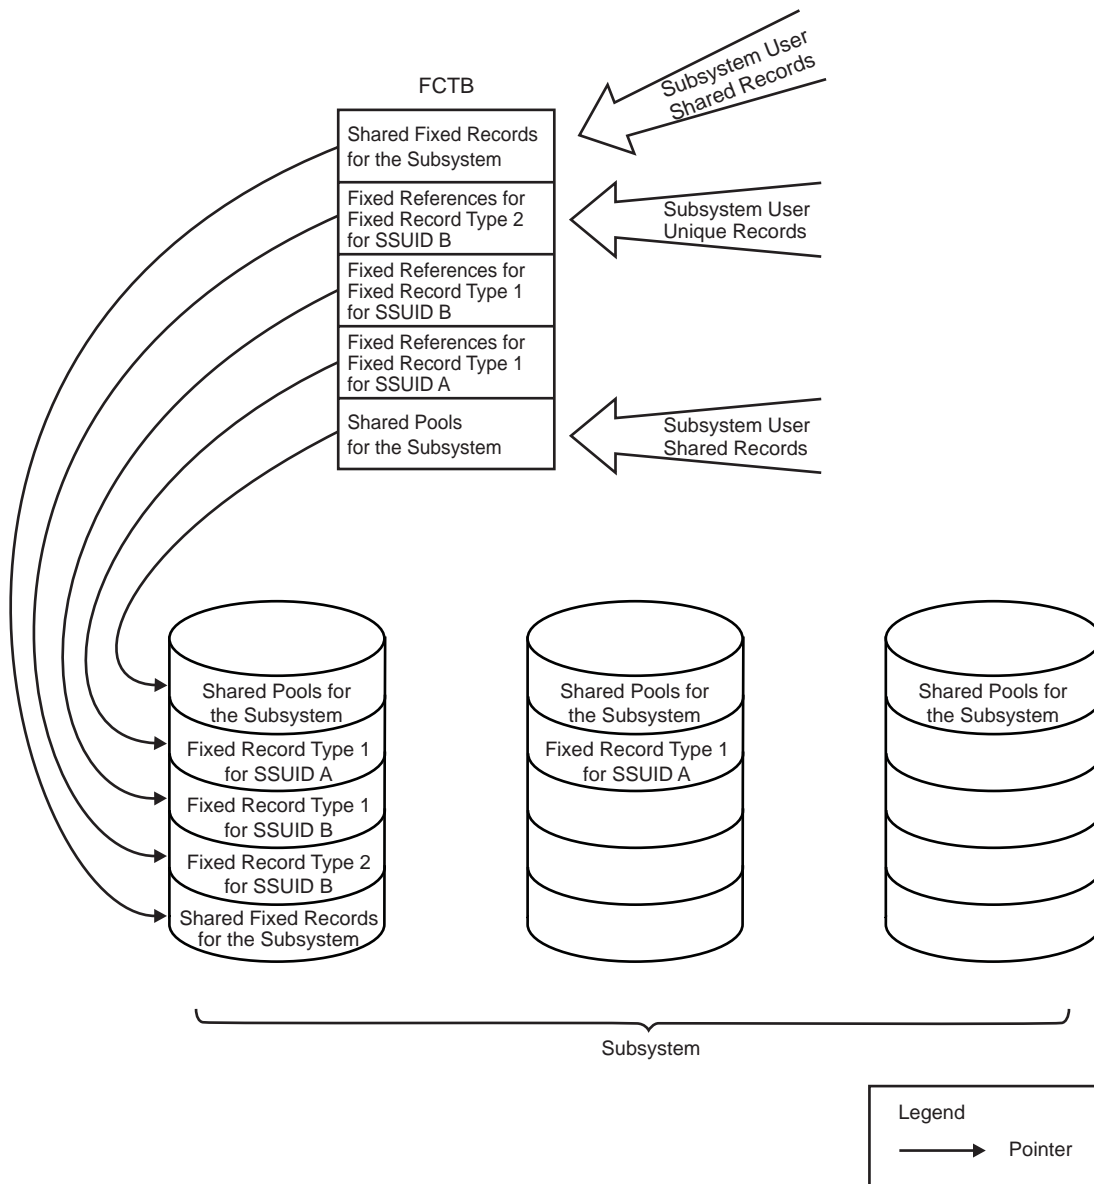 Subsystem User
Shared Records
FCTB
Shared Fixed Records
for the Subsystem
Fixed References for
Fixed Record Type 2
for SSUID B
Subsystem User
Unique Records
Fixed References for
Fixed Record Type 1
for SSUID B
Fixed References for
Fixed Record Type 1
for SSUID A
Shared Pools
for the Subsystem
Subsystem User
Shared Records
Shared Pools for
the Subsystem
Fixed Record Type 1
for SSUID A
Fixed Record Type 1
for SSUID B
Fixed Record Type 2
for SSUID B
Shared Fixed Records
for the Subsystem
Shared Pools for
the Subsystem
Fixed Record Type 1
for SSUID A
Shared Pools for
the Subsystem
Subsystem
Legend
Pointer